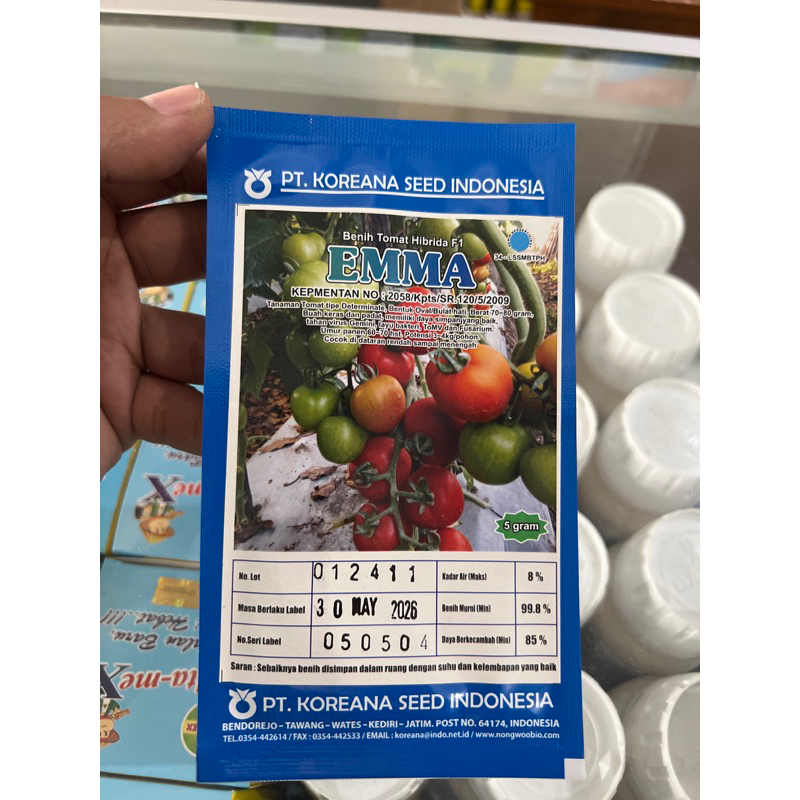 PT. KOREANA SEED INDONESIA
Benih Tomat Hibrida F1
EMMA
34 - LSSMBTPH
KEPMENTAN NO : 2058/Kpts/SR.120/5/2009
Tanaman Tomat tipe Determinate, Bentuk Oval/Bulat hati. Berat 70~80 gram,
Buah keras dan padat, memiliki daya simpan yang baik,
tahan virus Gemini, layu bakteri, ToMV dan Fusarium,
Umur panen 60~70 hst. Potensi 3~4kg/pohon
Cocok di dataran rendah sampai menengah
5 gram
No. Lot 012411 Kadar Air (Maks) 8 %
Masa Berlaku Label 30 MAY 2026 Benih Murni (Min) 99.8 %
No.Seri Label 050504 Daya Berkecambah (Min) 85 %
Saran : Sebaiknya benih disimpan dalam ruang dengan suhu dan kelembapan yang baik
PT. KOREANA SEED INDONESIA
BENDOREJO – TAWANG – WATES – KEDIRI – JATIM. POST NO. 64174, INDONESIA
TEL.0354-442614 / FAX : 0354-442533 / EMAIL : koreana@indo.net.id / www.nongwoobio.com